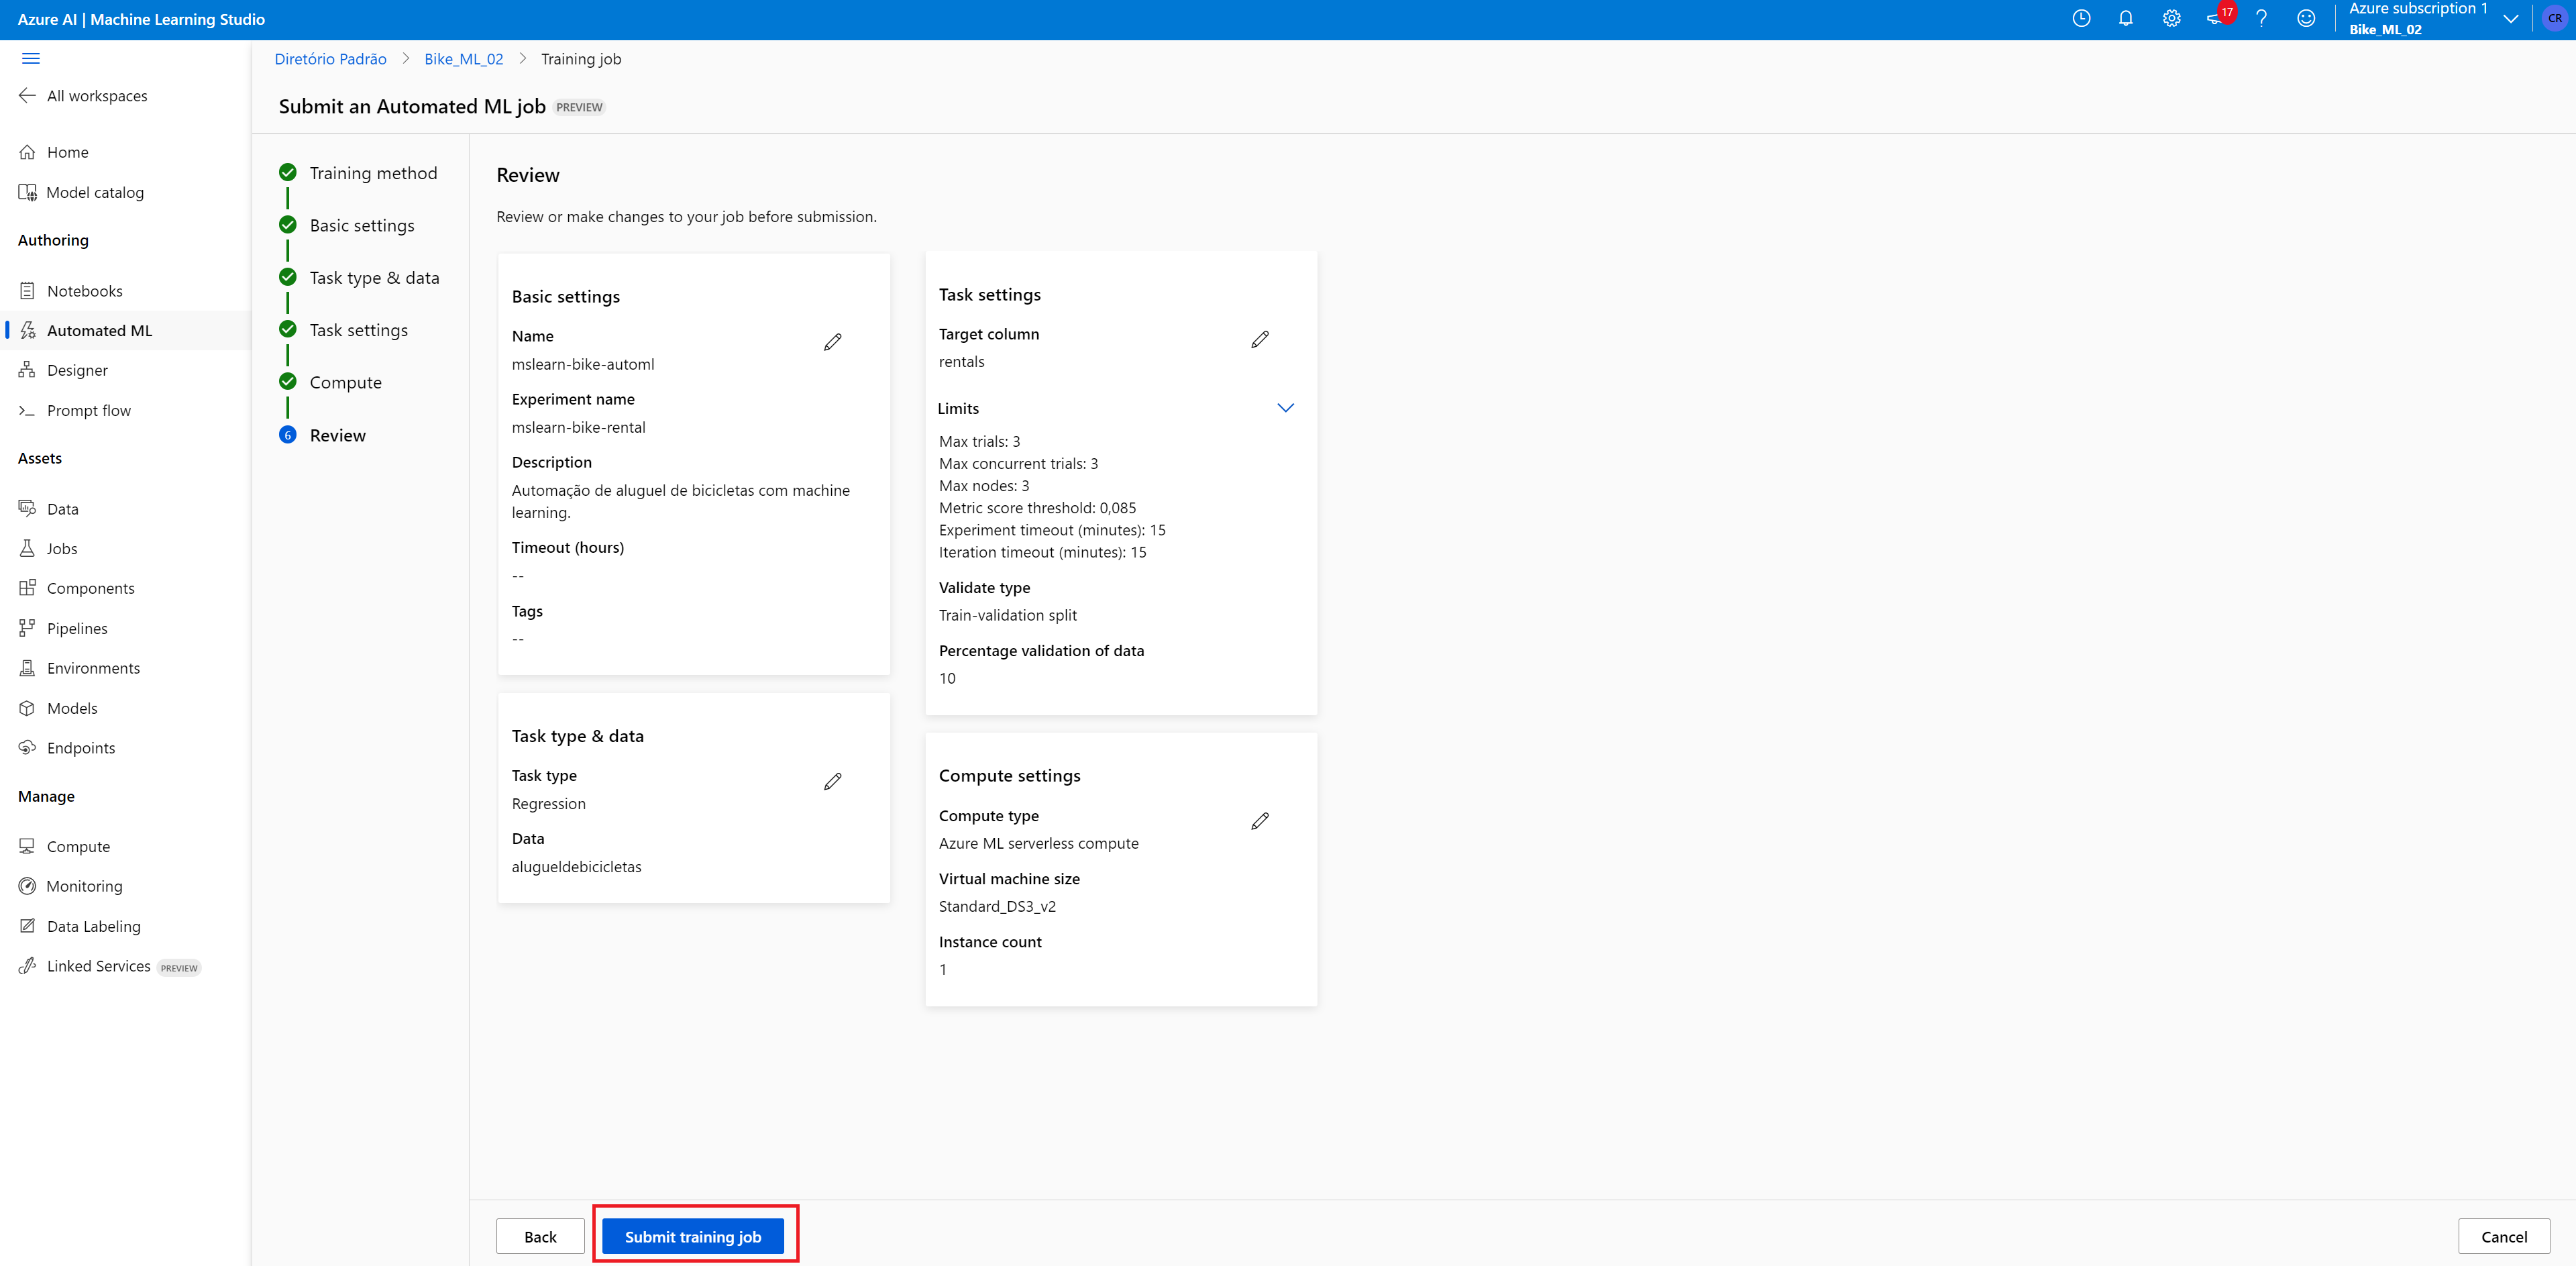 Azure AI | Machine Learning Studio
17
Azure subscription 1
Bike_ML_02
CR
All workspaces
Home
Model catalog
Authoring
Notebooks
Automated ML
Designer
Prompt flow
Assets
Data
Jobs
Components
Pipelines
Environments
Models
Endpoints
Manage
Compute
Monitoring
Data Labeling
Linked Services PREVIEW
Diretório Padrão > Bike_ML_02 > Training job
Submit an Automated ML job PREVIEW
Training method
Basic settings
Task type & data
Task settings
Compute
6 Review
Review
Review or make changes to your job before submission.
Basic settings
Name
mslearn-bike-automl
Experiment name
mslearn-bike-rental
Description
Automação de aluguel de bicicletas com machine
learning.
Timeout (hours)
--
Tags
--
Task type & data
Task type
Regression
Data
alugueldebicicletas
Task settings
Target column
rentals
Limits
Max trials: 3
Max concurrent trials: 3
Max nodes: 3
Metric score threshold: 0,085
Experiment timeout (minutes): 15
Iteration timeout (minutes): 15
Validate type
Train-validation split
Percentage validation of data
10
Compute settings
Compute type
Azure ML serverless compute
Virtual machine size
Standard_DS3_v2
Instance count
1
Back
Submit training job
Cancel